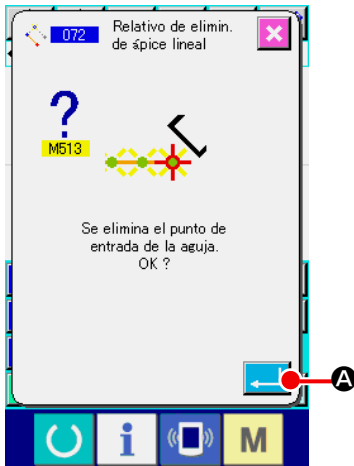 072
Relativo de elimin.
de ápice lineal
?
M513
Se elimina el punto de
entrada de la aguja.
OK ?
A
i
M